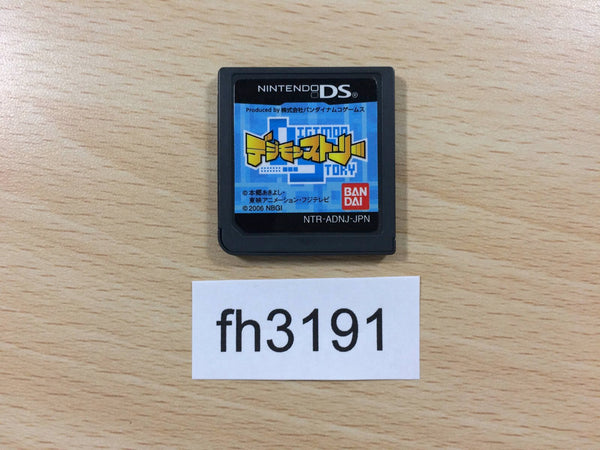 NINTENDO DS®
Produced by 株式会社バンダイナムコゲームス
DIGIMON
デジモンストーリー
STORY
©本郷あきよし・
東映アニメーション・フジテレビ
©2006 NBGI
BAN
DAI
NTR-ADNJ-JPN
fh3191